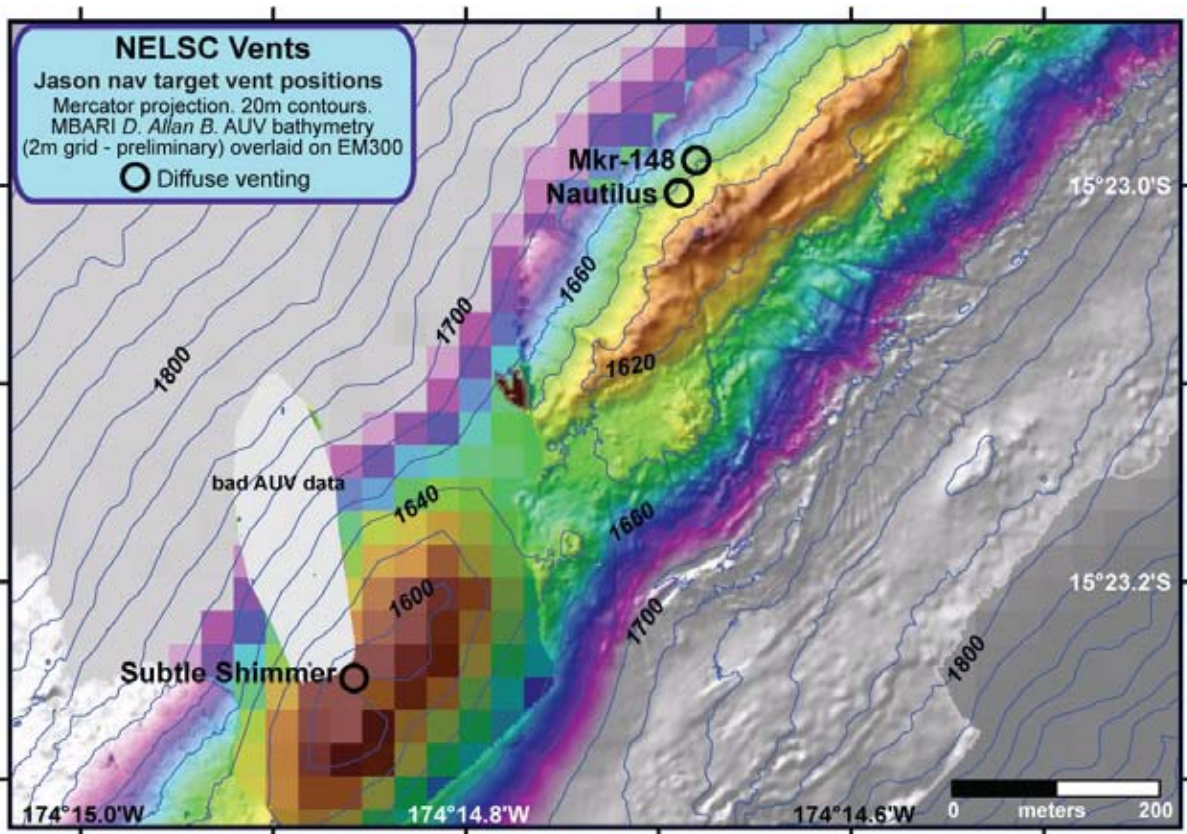 NELSC Vents
Jason nav target vent positions
Mercator projection. 20m contours.
MBARI D. Allan B. AUV bathymetry
(2m grid - preliminary) overlaid on EM300
Diffuse venting
Mkr-148
Nautilus
15°23.0'S
1660
1700
1800
1620
bad AUV data
1640
1660
1600
15°23.2'S
1700
1800
Subtle Shimmer
174°15.0'W
174°14.8'W
174°14.6'W
0 meters 200